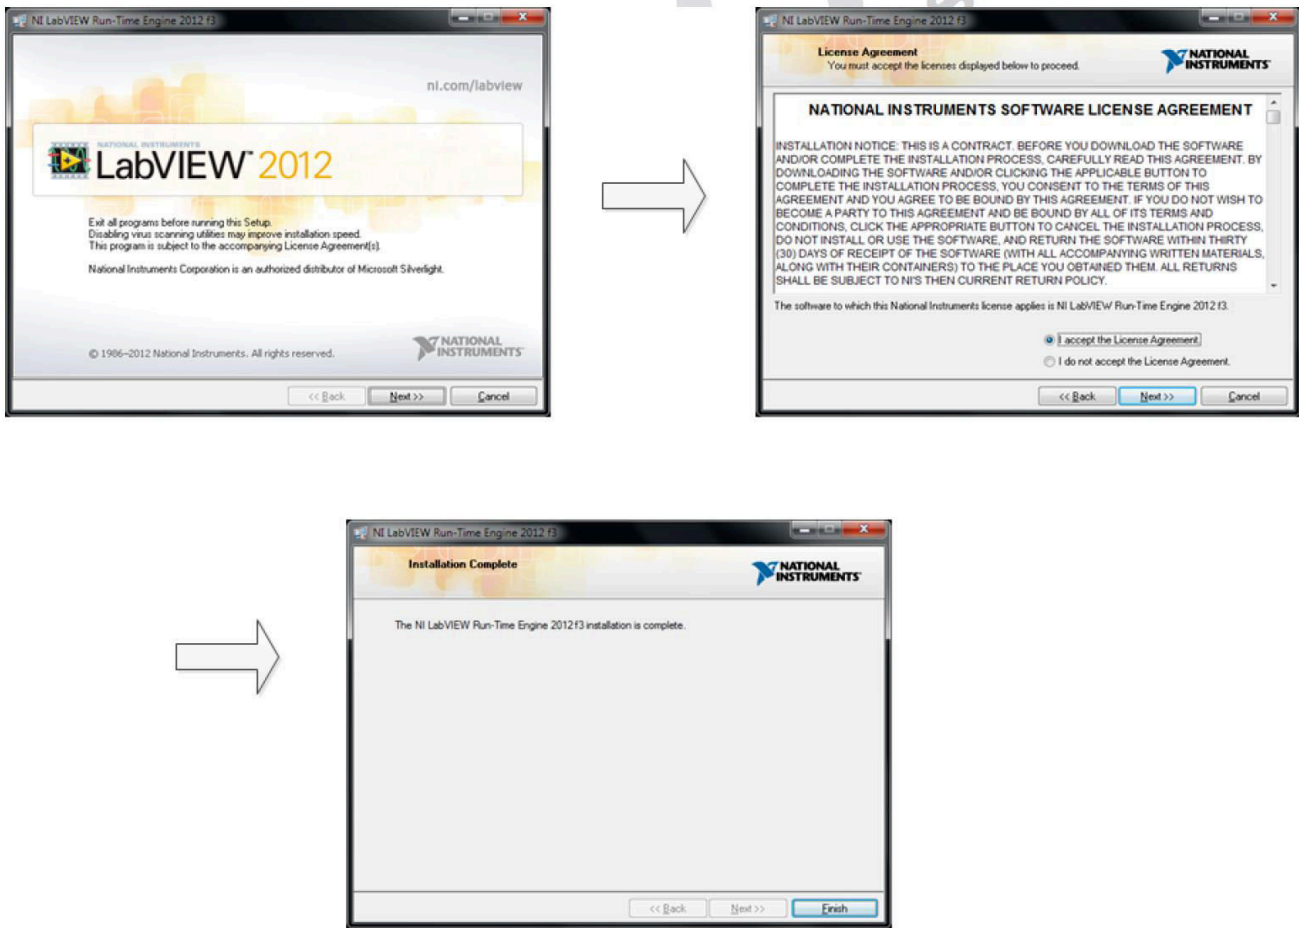 NI LabVIEW Run-Time Engine 2012 f3
ni.com/labview
NATIONAL INSTRUMENTS
LabVIEW™ 2012
Exit all programs before running this Setup.
Disabling virus scanning utilities may improve installation speed.
This program is subject to the accompanying License Agreement(s).
National Instruments Corporation is an authorized distributor of Microsoft Silverlight.
© 1986–2012 National Instruments. All rights reserved.
NATIONAL
INSTRUMENTS
<< Back
Next >>
Cancel
NI LabVIEW Run-Time Engine 2012 f3
License Agreement
You must accept the licenses displayed below to proceed.
NATIONAL
INSTRUMENTS
NATIONAL INSTRUMENTS SOFTWARE LICENSE AGREEMENT
INSTALLATION NOTICE: THIS IS A CONTRACT. BEFORE YOU DOWNLOAD THE SOFTWARE
AND/OR COMPLETE THE INSTALLATION PROCESS, CAREFULLY READ THIS AGREEMENT. BY
DOWNLOADING THE SOFTWARE AND/OR CLICKING THE APPLICABLE BUTTON TO
COMPLETE THE INSTALLATION PROCESS, YOU CONSENT TO THE TERMS OF THIS
AGREEMENT AND YOU AGREE TO BE BOUND BY THIS AGREEMENT. IF YOU DO NOT WISH TO
BECOME A PARTY TO THIS AGREEMENT AND BE BOUND BY ALL OF ITS TERMS AND
CONDITIONS, CLICK THE APPROPRIATE BUTTON TO CANCEL THE INSTALLATION PROCESS,
DO NOT INSTALL OR USE THE SOFTWARE, AND RETURN THE SOFTWARE WITHIN THIRTY
(30) DAYS OF RECEIPT OF THE SOFTWARE (WITH ALL ACCOMPANYING WRITTEN MATERIALS,
ALONG WITH THEIR CONTAINERS) TO THE PLACE YOU OBTAINED THEM. ALL RETURNS
SHALL BE SUBJECT TO NI'S THEN CURRENT RETURN POLICY.
The software to which this National Instruments license applies is NI LabVIEW Run-Time Engine 2012 f3.
I accept the License Agreement.
I do not accept the License Agreement.
<< Back
Next >>
Cancel
NI LabVIEW Run-Time Engine 2012 f3
Installation Complete
NATIONAL
INSTRUMENTS
The NI LabVIEW Run-Time Engine 2012 f3 installation is complete.
<< Back
Next >>
Finish